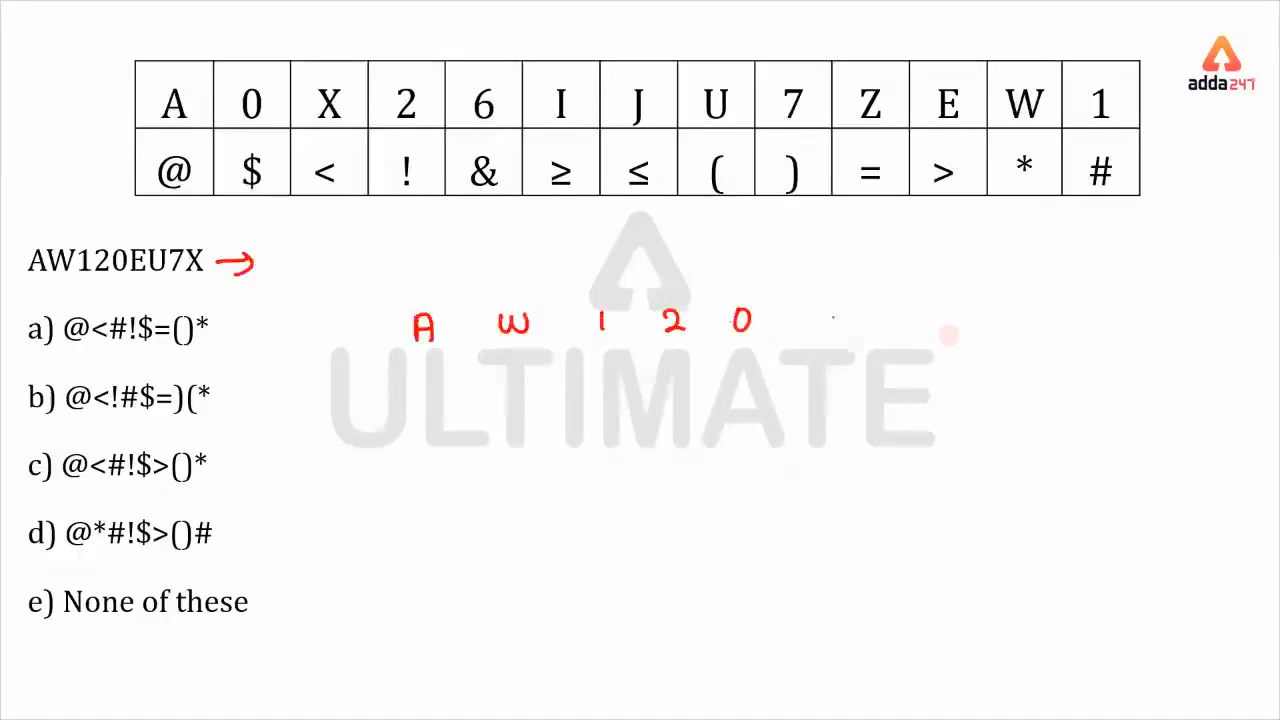 adda247
A 0 X 2 6 I J U 7 Z E W 1
@ $ < ! & ≥ ≤ ( ) = > * #
AW120EU7X →
a) @<#!$=()*
A W 1 2 0
ULTIMATE
b) @<!#$=)(*
c) @<#!$>()*
d) @*#!$>()#
e) None of these